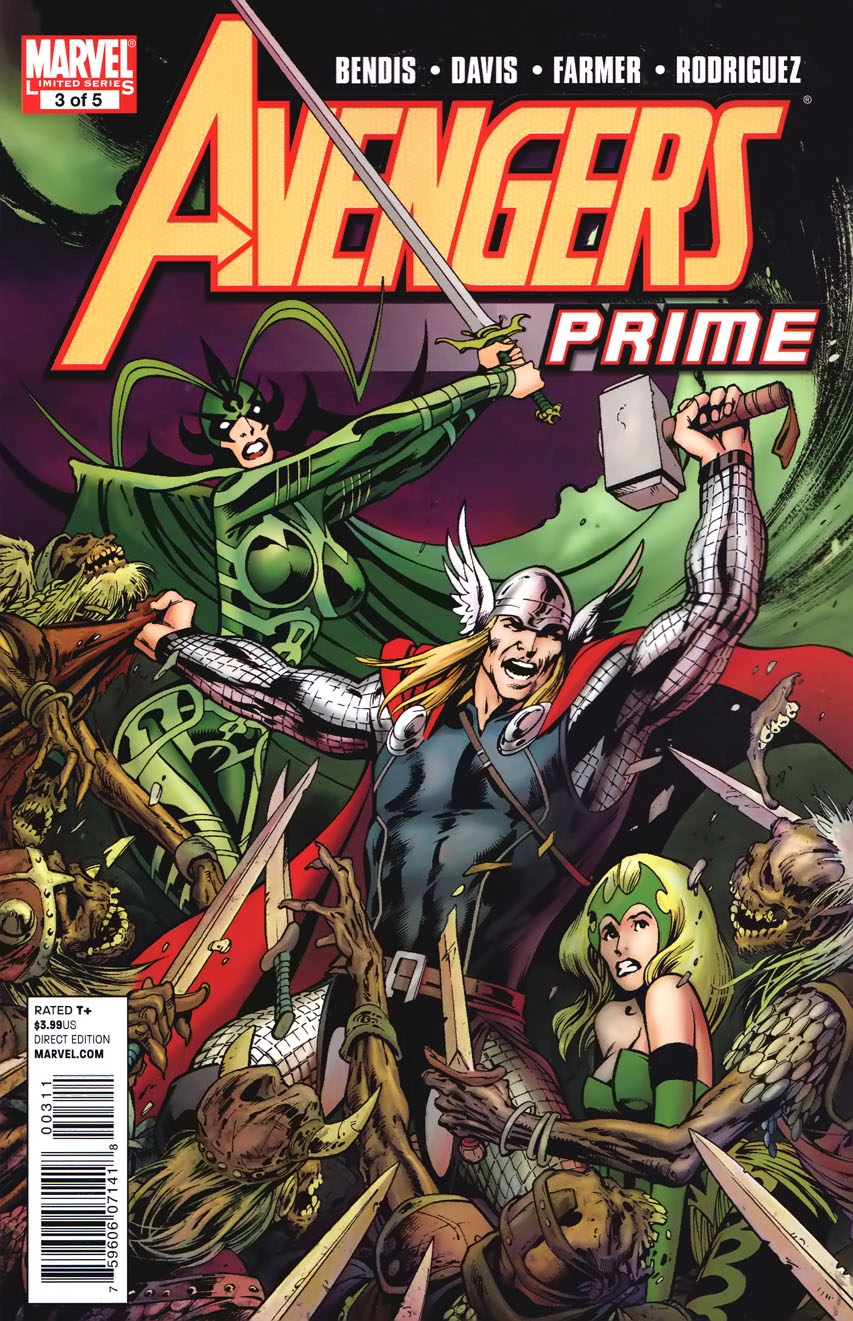 MARVEL®
LIMITED SERIES
3 of 5
BENDIS • DAVIS • FARMER • RODRIGUEZ
AVENGERS®
PRIME
RATED T+
$3.99US
DIRECT EDITION
MARVEL.COM
00311
7 59606 07141 8